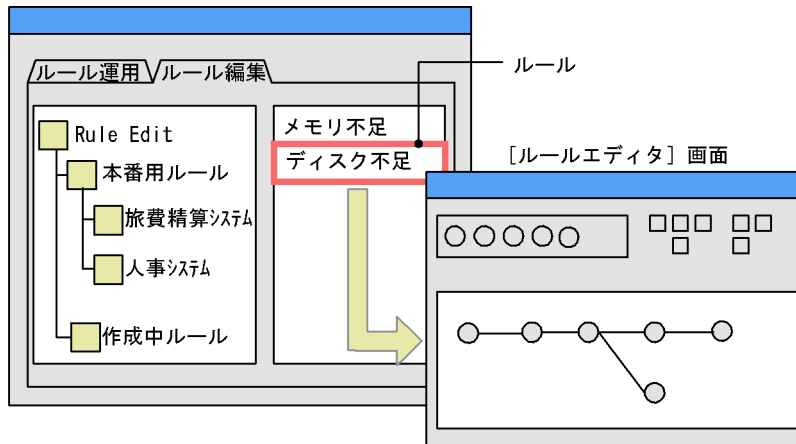 ルール運用
ルール編集
ルール
Rule Edit
本番用ルール
旅費精算ｼｽﾃﾑ
人事ｼｽﾃﾑ
作成中ルール
メモリ不足
ディスク不足
［ルールエディタ］画面